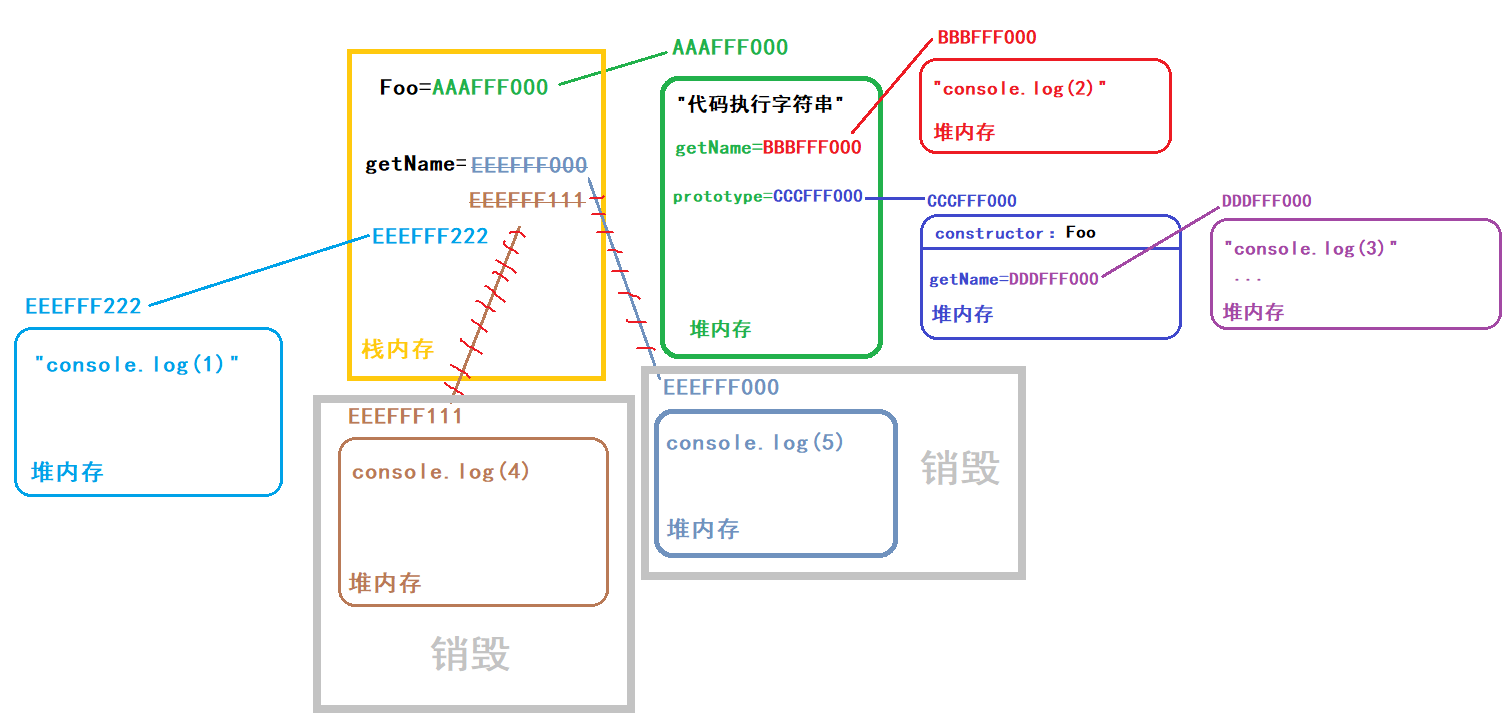 Foo=AAAFFF000
getName=EEEFFF000
EEEFFF111
EEEFFF222
栈内存
EEEFFF222
"console.log(1)"
堆内存
EEEFFF111
console.log(4)
堆内存
销毁
AAAFFF000
"代码执行字符串"
getName=BBBFFF000
prototype=CCCFFF000
堆内存
EEEFFF000
console.log(5)
堆内存
销毁
BBBFFF000
"console.log(2)"
堆内存
CCCFFF000
constructor: Foo
getName=DDDFFF000
堆内存
DDDFFF000
"console.log(3)"
...
堆内存